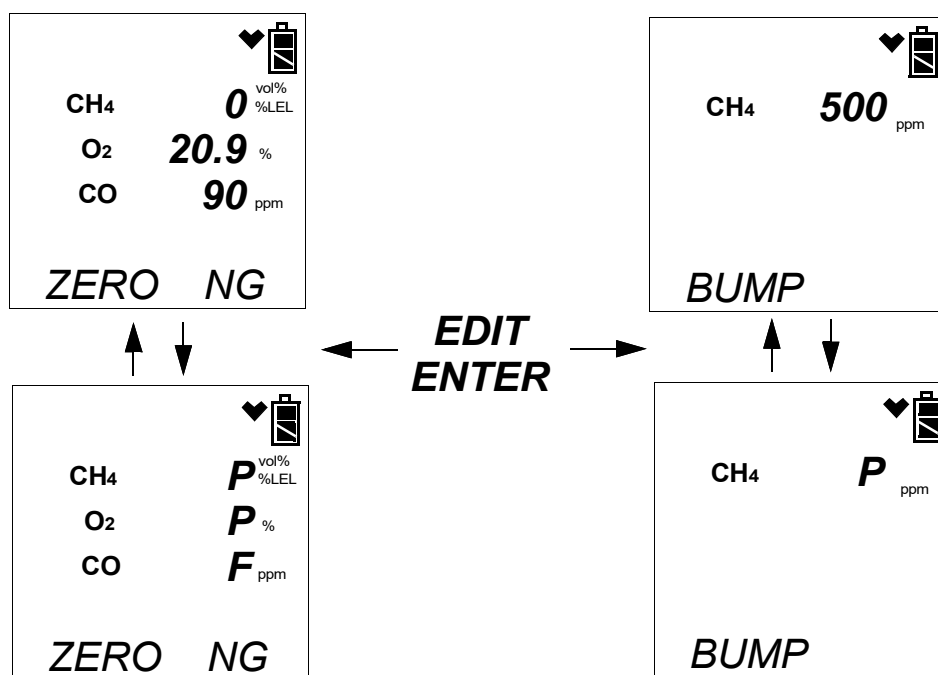 CH4 0 vol% %LEL
O2 20.9 %
CO 90 ppm
ZERO NG
CH4 500 ppm
BUMP
EDIT
ENTER
CH4 P vol% %LEL
O2 P %
CO F ppm
ZERO NG
CH4 P ppm
BUMP